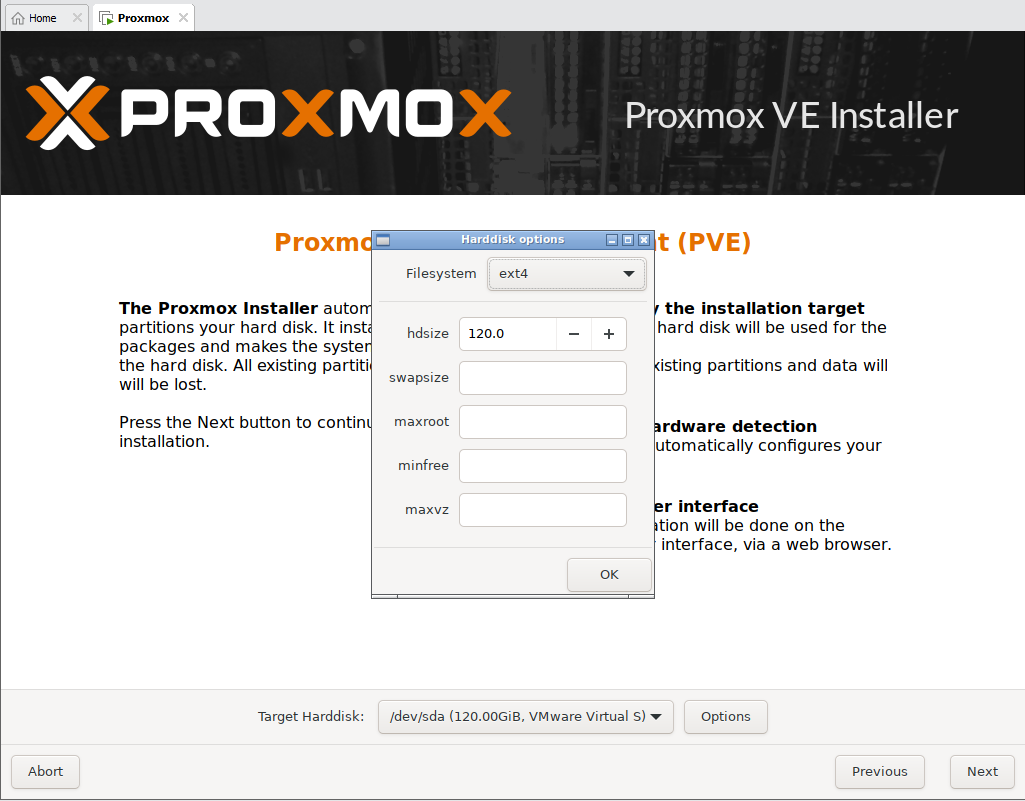 Home
Proxmox
PROXMOX
Proxmox VE Installer
Proxmo
t (PVE)
Harddisk options
Filesystem
ext4
hdsize
120.0
swapsize
maxroot
minfree
maxvz
OK
The Proxmox Installer autom
partitions your hard disk. It insta
packages and makes the system
the hard disk. All existing partitio
will be lost.
Press the Next button to continu
installation.
y the installation target
hard disk will be used for the
xisting partitions and data will
ardware detection
utomatically configures your
er interface
ation will be done on the
r interface, via a web browser.
Target Harddisk:
/dev/sda (120.00GiB, VMware Virtual S)
Options
Abort
Previous
Next